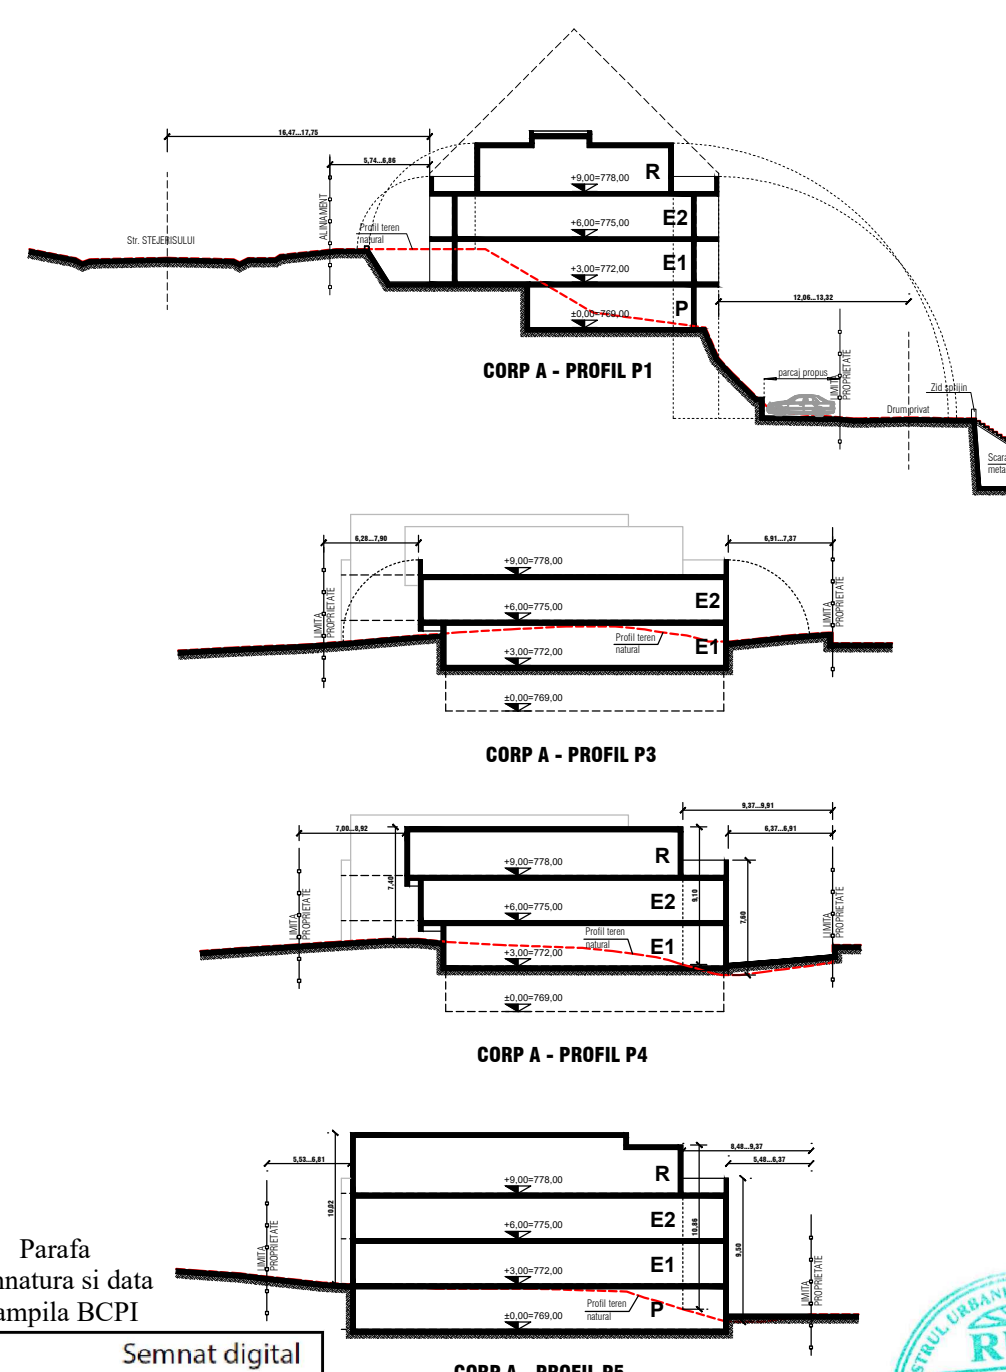 16,47...17,75
5,74...6,86
ALINIAMENT
Str. STEJERISULUI
Profil teren
natural
+9,00=778,00
R
+6,00=775,00
E2
+3,00=772,00
E1
±0,00=769,00
P
12,06...13,32
CORP A - PROFIL P1
parcaj propus
LIMITA
PROPRIETATE
Zid sprijin
Drum privat
Scara
meta
6,28...7,90
6,91...7,37
LIMITA
PROPRIETATE
+9,00=778,00
+6,00=775,00
E2
Profil teren
natural
E1
+3,00=772,00
±0,00=769,00
LIMITA
PROPRIETATE
CORP A - PROFIL P3
9,37...9,91
7,00...8,92
6,37...6,91
7,40
9,10
7,60
LIMITA
PROPRIETATE
+9,00=778,00
R
+6,00=775,00
E2
Profil teren
natural
E1
+3,00=772,00
±0,00=769,00
LIMITA
PROPRIETATE
CORP A - PROFIL P4
8,48...9,37
5,53...6,81
5,48...6,37
10,02
10,86
9,50
LIMITA
PROPRIETATE
+9,00=778,00
R
+6,00=775,00
E2
+3,00=772,00
E1
Profil teren
natural
P
±0,00=769,00
LIMITA
PROPRIETATE
CORP A - PROFIL P5
Parafa
nnatura si data
ampila BCPI
Semnat digital